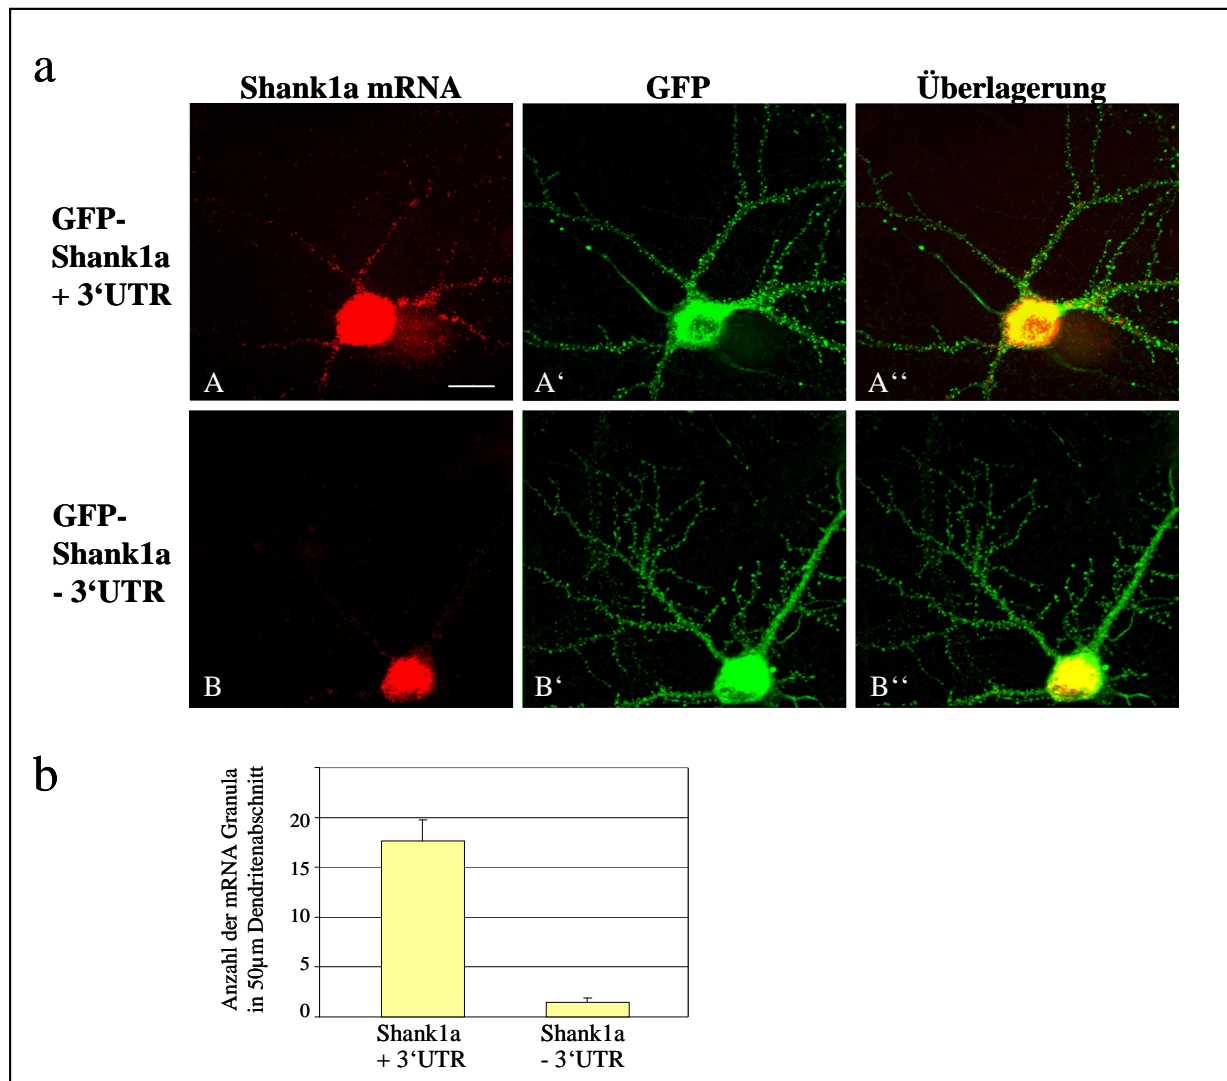 a
Shank1a mRNA
GFP
Überlagerung
GFP-
Shank1a
+ 3‘UTR
A
A‘
A‘‘
GFP-
Shank1a
- 3‘UTR
B
B‘
B‘‘
b
Anzahl der mRNA Granula
in 50µm Dendritenabschnitt
20
15
10
5
0
Shank1a
+ 3‘UTR
Shank1a
- 3‘UTR